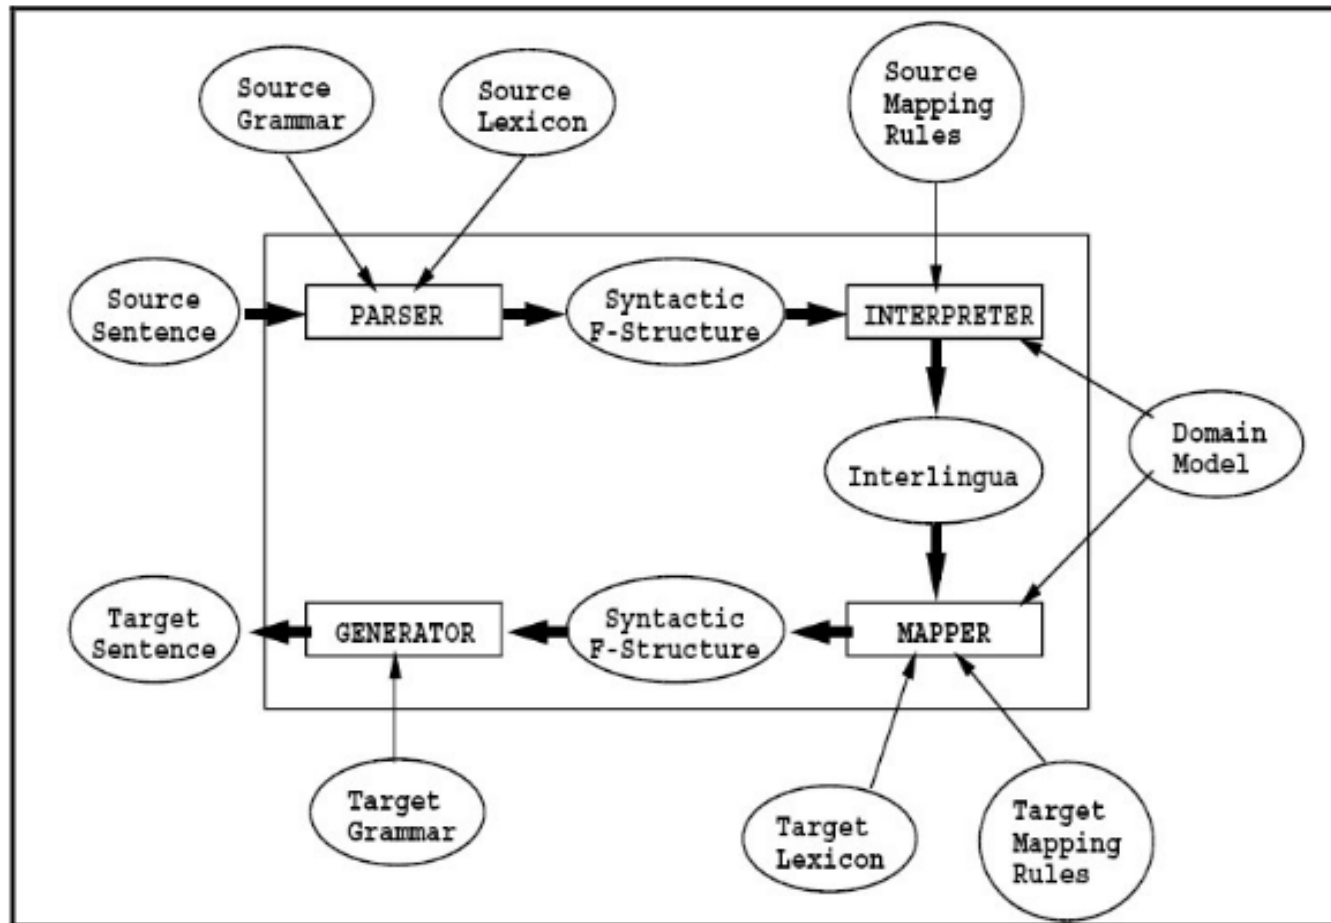 Source
Grammar
Source
Lexicon
Source
Mapping
Rules
Source
Sentence
PARSER
Syntactic
F-Structure
INTERPRETER
Interlingua
Domain
Model
Target
Sentence
GENERATOR
Syntactic
F-Structure
MAPPER
Target
Grammar
Target
Lexicon
Target
Mapping
Rules